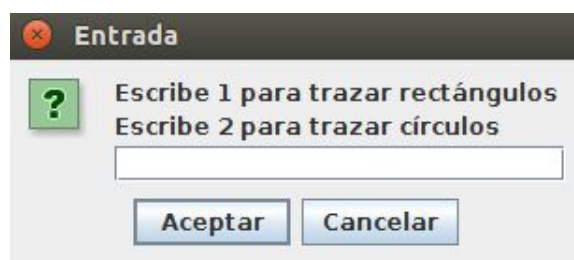 Entrada
Escribe 1 para trazar rectángulos
Escribe 2 para trazar círculos
Aceptar Cancelar